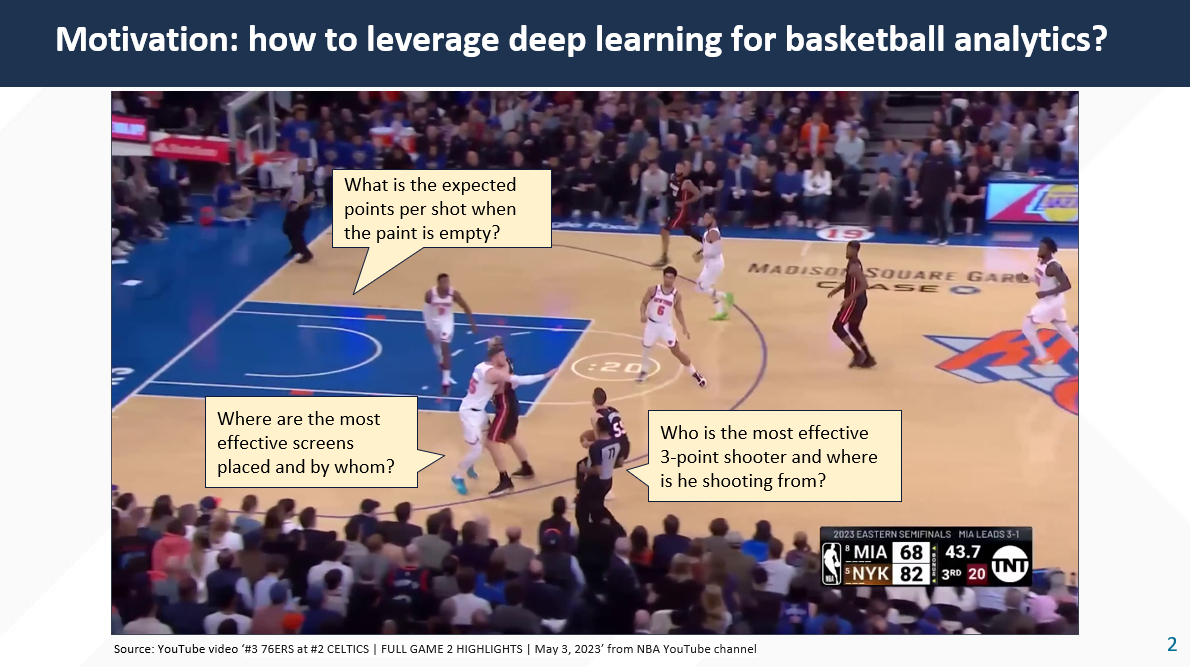 Motivation: how to leverage deep learning for basketball analytics?
What is the expected
points per shot when
the paint is empty?
19
MADISON SQUARE GAR
CHASE
:20
6
Where are the most
effective screens
placed and by whom?
Who is the most effective
3-point shooter and where
is he shooting from?
2023 EASTERN SEMIFINALS MIA LEADS 3-1
8 MIA 68 43.7
5 NYK 82 3RD 20
NBA
TNT
Source: YouTube video ‘#3 76ERS at #2 CELTICS | FULL GAME 2 HIGHLIGHTS | May 3, 2023’ from NBA YouTube channel
2